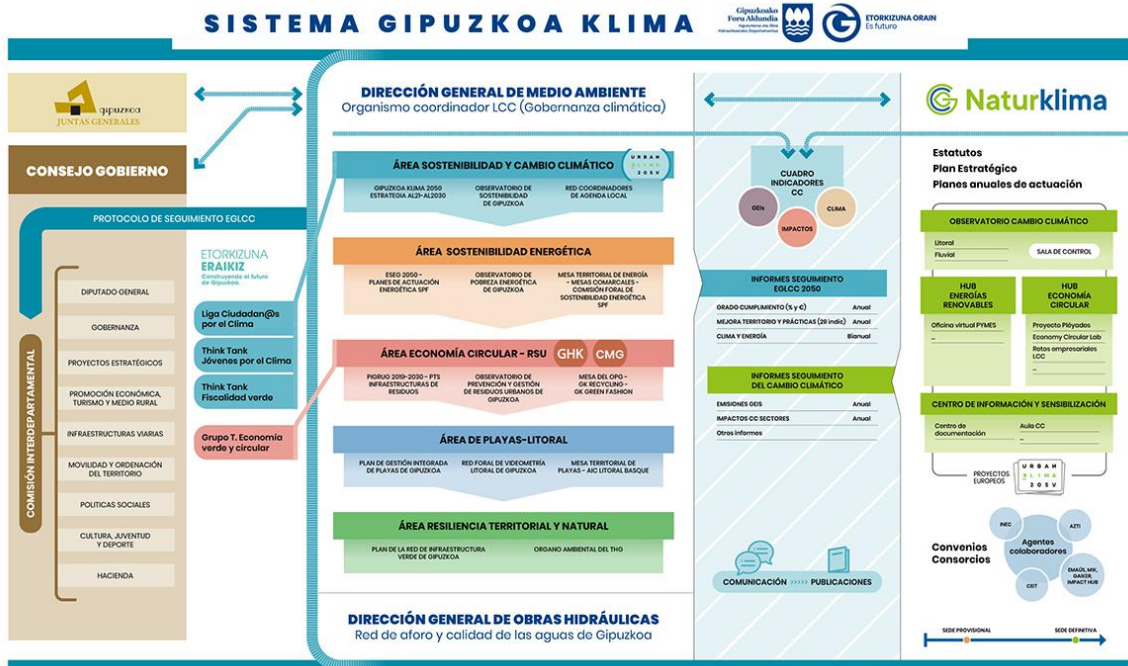 SISTEMA GIPUZKOA KLIMA
Gipuzkoako
Foru Aldundia
ETORKIZUNA ORAIN
Es futuro
gipuzkoa
JUNTAS GENERALES
CONSEJO GOBIERNO
PROTOCOLO DE SEGUIMIENTO EGLCC
COMISIÓN INTERDEPARTAMENTAL
DIPUTADO GENERAL
GOBERNANZA
PROYECTOS ESTRATÉGICOS
PROMOCIÓN ECONÓMICA,
TURISMO Y MEDIO RURAL
INFRAESTRUCTURAS VIARIAS
MOVILIDAD Y ORDENACIÓN
DEL TERRITORIO
POLITICAS SOCIALES
CULTURA, JUVENTUD
Y DEPORTE
HACIENDA
ETORKIZUNA
ERAIKIZ
Construyendo el futuro
de Gipuzkoa.
Liga Ciudadan@s
por el Clima
Think Tank
Jóvenes por el Clima
Think Tank
Fiscalidad verde
Grupo T. Economía
verde y circular
DIRECCIÓN GENERAL DE MEDIO AMBIENTE
Organismo coordinador LCC (Gobernanza climática)
ÁREA SOSTENIBILIDAD Y CAMBIO CLIMÁTICO
URBAN
KLIMA
2050
GIPUZKOA KLIMA 2050
ESTRATEGIA AL21-AL2030
OBSERVATORIO DE
SOSTENIBILIDAD
DE GIPUZKOA
RED COORDINADORES
DE AGENDA LOCAL
ÁREA SOSTENIBILIDAD ENERGÉTICA
ESEG 2050 -
PLANES DE ACTUACIÓN
ENERGÉTICA SPF
OBSERVATORIO DE
POBREZA ENERGÉTICA
DE GIPUZKOA
MESA TERRITORIAL DE ENERGÍA
- MESAS COMARCALES -
COMISIÓN FORAL DE
SOSTENIBILIDAD ENERGÉTICA
SPF
ÁREA ECONOMÍA CIRCULAR - RSU
GHK
CMG
PIGRUG 2019-2030 - PTS
INFRAESTRUCTURAS DE
RESIDUOS
OBSERVATORIO DE
PREVENCIÓN Y GESTIÓN
DE RESIDUOS URBANOS DE
GIPUZKOA
MESA DEL OPG -
GK RECYCLING -
GK GREEN FASHION
ÁREA DE PLAYAS-LITORAL
PLAN DE GESTIÓN INTEGRADA
DE PLAYAS DE GIPUZKOA
RED FORAL DE VIDEOMETRÍA
LITORAL DE GIPUZKOA
MESA TERRITORIAL DE
PLAYAS - AIC LITORAL BASQUE
ÁREA RESILIENCIA TERRITORIAL Y NATURAL
PLAN DE LA RED DE INFRAESTRUCTURA
VERDE DE GIPUZKOA
ORGANO AMBIENTAL DEL THG
DIRECCIÓN GENERAL DE OBRAS HIDRÁULICAS
Red de aforo y calidad de las aguas de Gipuzkoa
CUADRO
INDICADORES
CC
GEIs
IMPACTOS
CLIMA
INFORMES SEGUIMIENTO
EGLCC 2050
GRADO CUMPLIMIENTO (% y €) Anual
MEJORA TERRITORIO Y PRÁCTICAS (29 indic) Anual
CLIMA Y ENERGÍA Bianual
INFORMES SEGUIMIENTO
DEL CAMBIO CLIMÁTICO
EMISIONES GEIS Anual
IMPACTOS CC SECTORES Anual
Otros informes
COMUNICACIÓN >>>>> PUBLICACIONES
Naturklima
Estatutos
Plan Estratégico
Planes anuales de actuación
OBSERVATORIO CAMBIO CLIMÁTICO
Litoral
Fluvial
SALA DE CONTROL
HUB
ENERGÍAS
RENOVABLES
Oficina virtual PYMES
–
HUB
ECONOMÍA
CIRCULAR
Proyecto Pléyades
Economy Circular Lab
Retos empresariales
LCC
–
CENTRO DE INFORMACIÓN Y SENSIBILIZACIÓN
Centro de
documentación
Aula CC
–
PROYECTOS
EUROPEOS
URBAN
KLIMA
2050
Convenios
Consorcios
INEC
AZTI
Agentes
colaboradores
CEIT
EMAÚS, MIK,
GAIKER,
IMPACT HUB
SEDE PROVISIONAL
SEDE DEFINITIVA